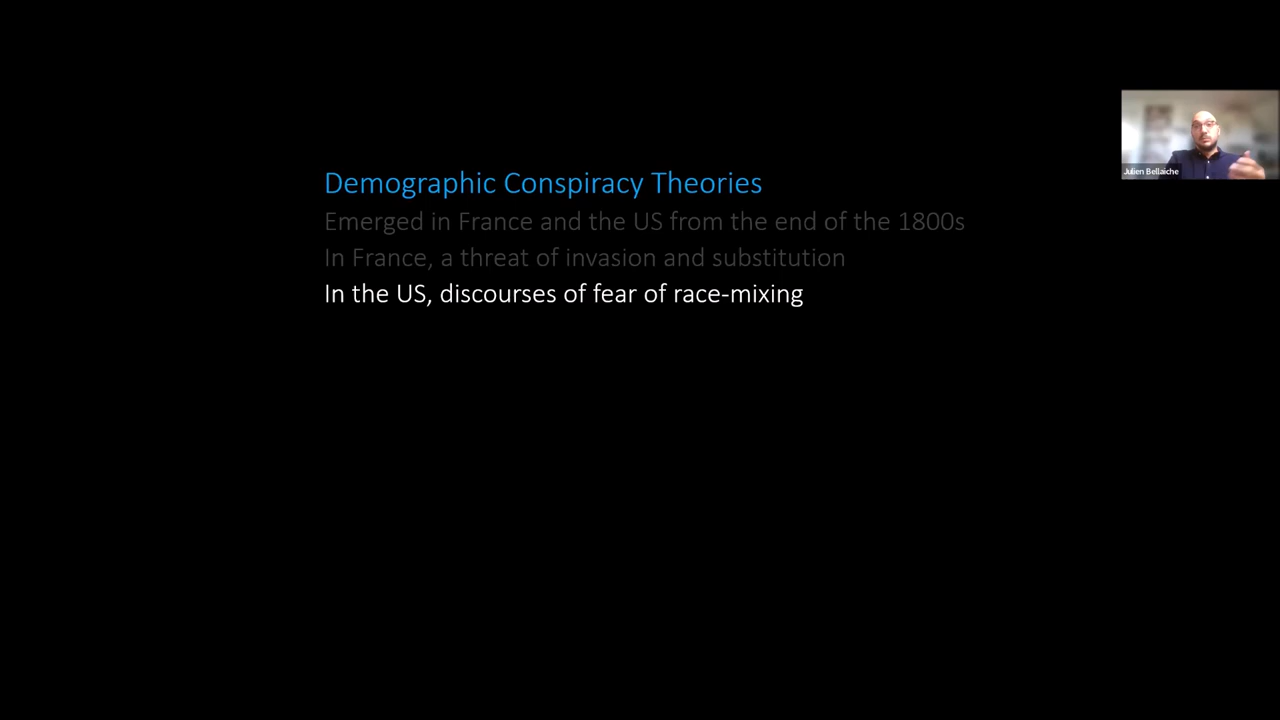 Demographic Conspiracy Theories
Emerged in France and the US from the end of the 1800s
In France, a threat of invasion and substitution
In the US, discourses of fear of race-mixing
Julien Bellaiche